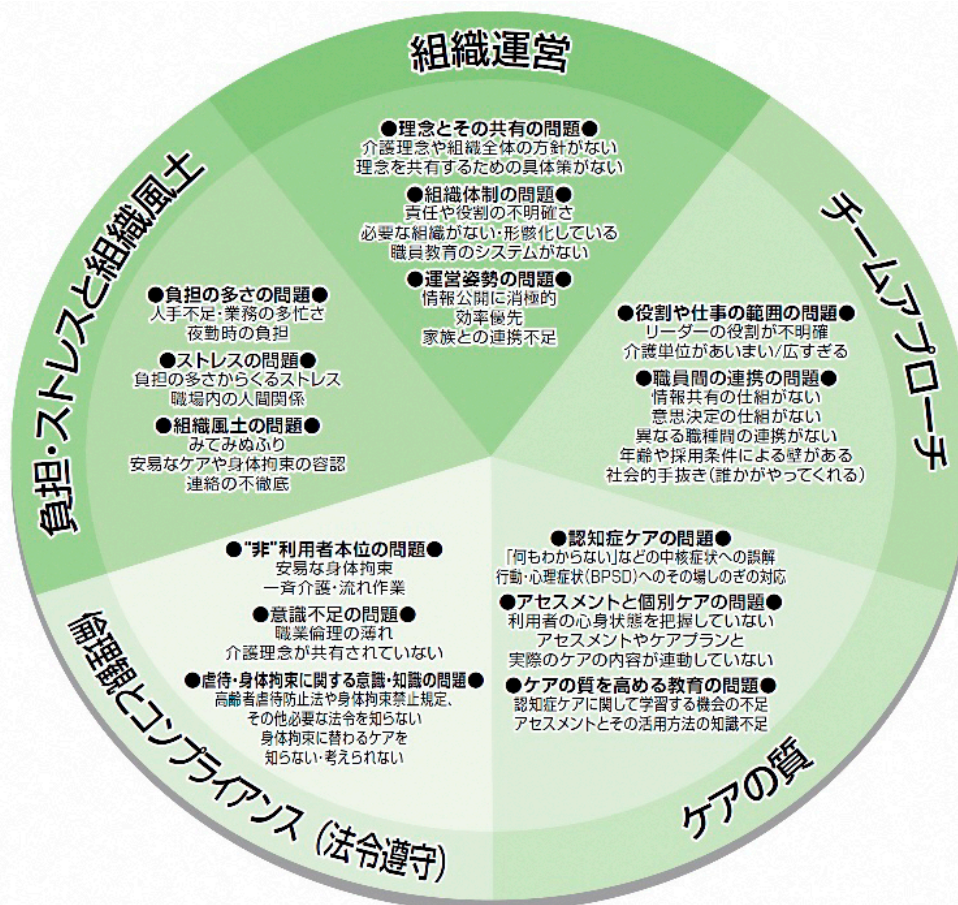 組織運営
●理念とその共有の問題●
介護理念や組織全体の方針がない
理念を共有するための具体策がない
●組織体制の問題●
責任や役割の不明確さ
必要な組織がない・形骸化している
職員教育のシステムがない
●運営姿勢の問題●
情報公開に消極的
効率優先
家族との連携不足
チームアプローチ
●役割や仕事の範囲の問題●
リーダーの役割が不明確
介護単位があいまい/広すぎる
●職員間の連携の問題●
情報共有の仕組がない
意思決定の仕組がない
異なる職種間の連携がない
年齢や採用条件による壁がある
社会的手抜き(誰かがやってくれる)
ケアの質
●認知症ケアの問題●
「何もわからない」などの中核症状への誤解
行動・心理症状(BPSD)へのその場しのぎの対応
●アセスメントと個別ケアの問題●
利用者の心身状態を把握していない
アセスメントやケアプランと
実際のケアの内容が連動していない
●ケアの質を高める教育の問題●
認知症ケアに関して学習する機会の不足
アセスメントとその活用方法の知識不足
倫理観とコンプライアンス(法令遵守)
●"非"利用者本位の問題●
安易な身体拘束
一斉介護・流れ作業
●意識不足の問題●
職業倫理の薄れ
介護理念が共有されていない
●虐待・身体拘束に関する意識・知識の問題●
高齢者虐待防止法や身体拘束禁止規定、
その他必要な法令を知らない
身体拘束に替わるケアを
知らない・考えられない
負担・ストレスと組織風土
●負担の多さの問題●
人手不足・業務の多忙さ
夜勤時の負担
●ストレスの問題●
負担の多さからくるストレス
職場内の人間関係
●組織風土の問題●
みてみぬふり
安易なケアや身体拘束の容認
連絡の不徹底